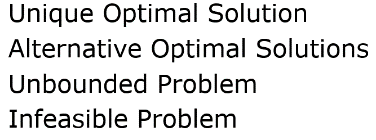 Unique Optimal Solution
Alternative Optimal Solutions
Unbounded Problem
Infeasible Problem